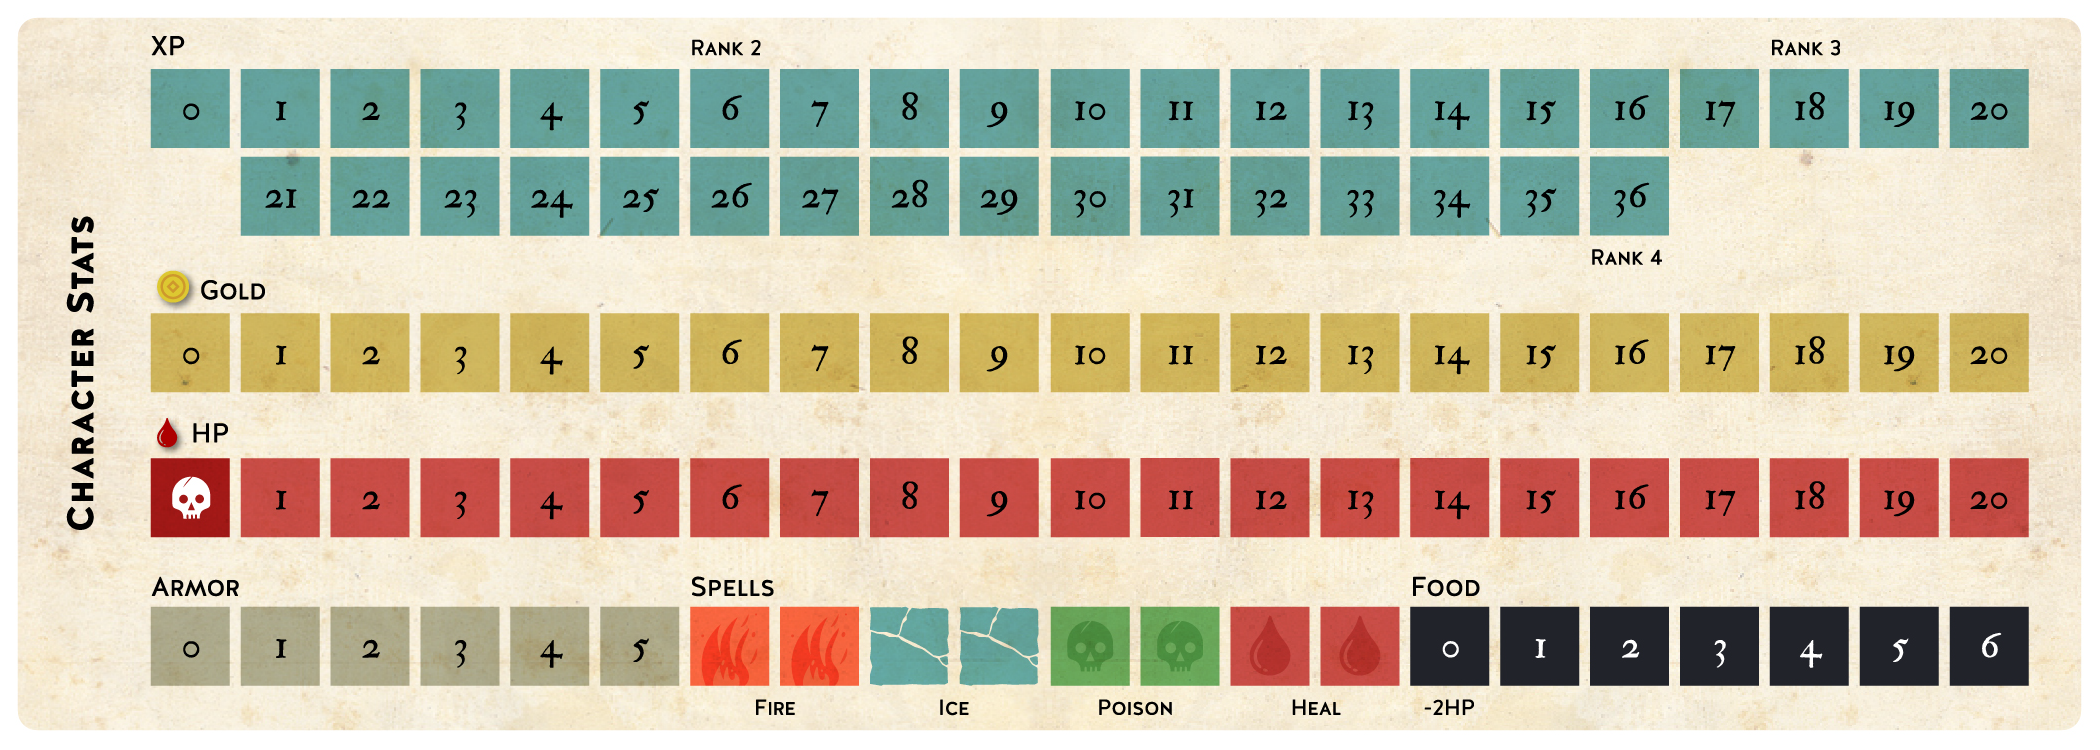 Character Stats
XP Rank 2 Rank 3
0 1 2 3 4 5 6 7 8 9 10 11 12 13 14 15 16 17 18 19 20
21 22 23 24 25 26 27 28 29 30 31 32 33 34 35 36
Rank 4
Gold
0 1 2 3 4 5 6 7 8 9 10 11 12 13 14 15 16 17 18 19 20
HP
1 2 3 4 5 6 7 8 9 10 11 12 13 14 15 16 17 18 19 20
Armor Spells Food
0 1 2 3 4 5 0 1 2 3 4 5 6
Fire Ice Poison Heal -2HP